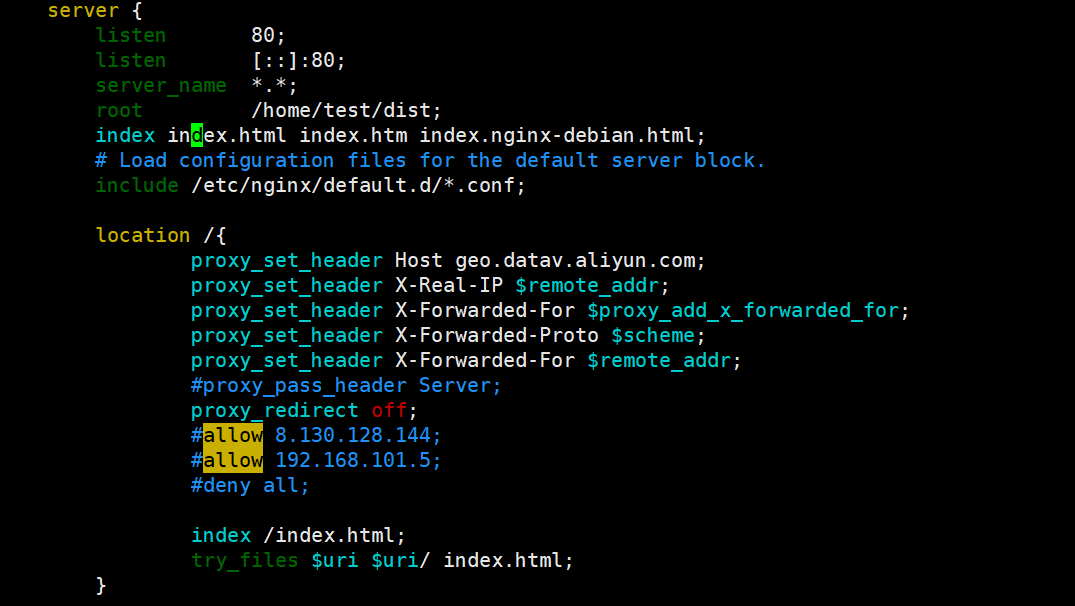 server {
    listen       80;
    listen       [::]:80;
    server_name  *.*;
    root         /home/test/dist;
    index index.html index.htm index.nginx-debian.html;
    # Load configuration files for the default server block.
    include /etc/nginx/default.d/*.conf;

    location /{
            proxy_set_header Host geo.datav.aliyun.com;
            proxy_set_header X-Real-IP $remote_addr;
            proxy_set_header X-Forwarded-For $proxy_add_x_forwarded_for;
            proxy_set_header X-Forwarded-Proto $scheme;
            proxy_set_header X-Forwarded-For $remote_addr;
            #proxy_pass_header Server;
            proxy_redirect off;
            #allow 8.130.128.144;
            #allow 192.168.101.5;
            #deny all;

            index /index.html;
            try_files $uri $uri/ index.html;
    }